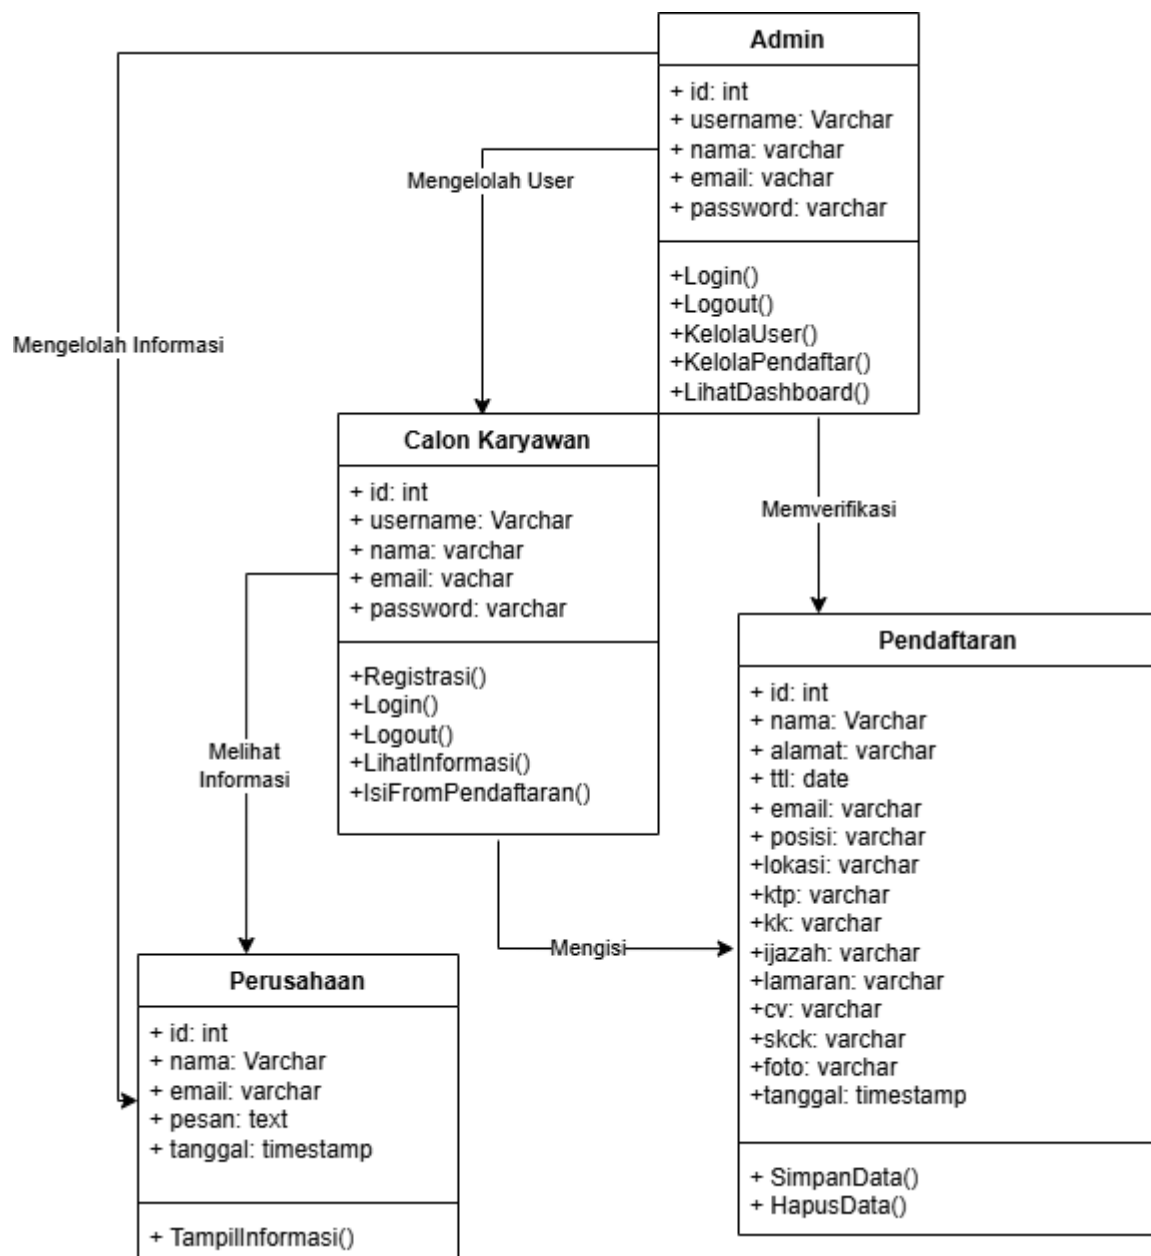 Admin
+ id: int
+ username: Varchar
+ nama: varchar
+ email: vachar
+ password: varchar
+Login()
+Logout()
+KelolaUser()
+KelolaPendaftar()
+LihatDashboard()
Mengelolah User
Mengelolah Informasi
Calon Karyawan
+ id: int
+ username: Varchar
+ nama: varchar
+ email: vachar
+ password: varchar
+Registrasi()
+Login()
+Logout()
+LihatInformasi()
+IsiFromPendaftaran()
Memverifikasi
Melihat
Informasi
Mengisi
Pendaftaran
+ id: int
+ nama: Varchar
+ alamat: varchar
+ ttl: date
+ email: varchar
+ posisi: varchar
+lokasi: varchar
+ktp: varchar
+kk: varchar
+ijazah: varchar
+lamaran: varchar
+cv: varchar
+skck: varchar
+foto: varchar
+tanggal: timestamp
+ SimpanData()
+ HapusData()
Perusahaan
+ id: int
+ nama: Varchar
+ email: varchar
+ pesan: text
+ tanggal: timestamp
+ TampilInformasi()